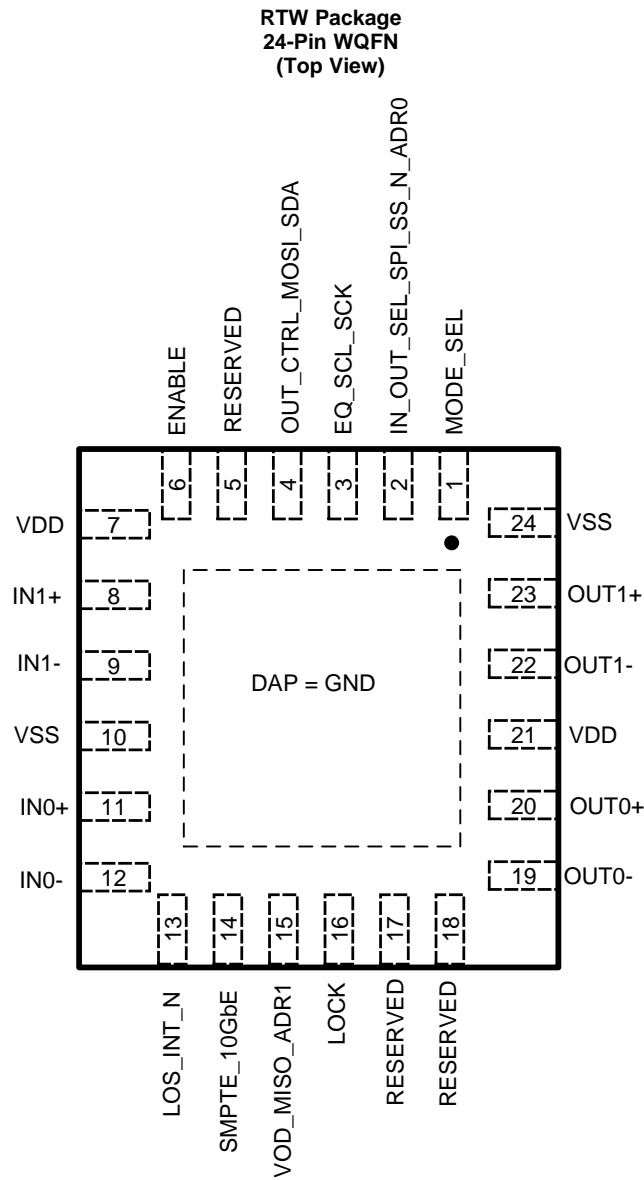 RTW Package
24-Pin WQFN
(Top View)
ENABLE
RESERVED
OUT_CTRL_MOSI_SDA
EQ_SCL_SCK
IN_OUT_SEL_SPI_SS_N_ADR0
MODE_SEL
6
5
4
3
2
1
VDD
7
24
VSS
IN1+
8
23
OUT1+
IN1-
9
22
OUT1-
DAP = GND
VSS
10
21
VDD
IN0+
11
20
OUT0+
IN0-
12
19
OUT0-
13
14
15
16
17
18
LOS_INT_N
SMPTE_10GbE
VOD_MISO_ADR1
LOCK
RESERVED
RESERVED